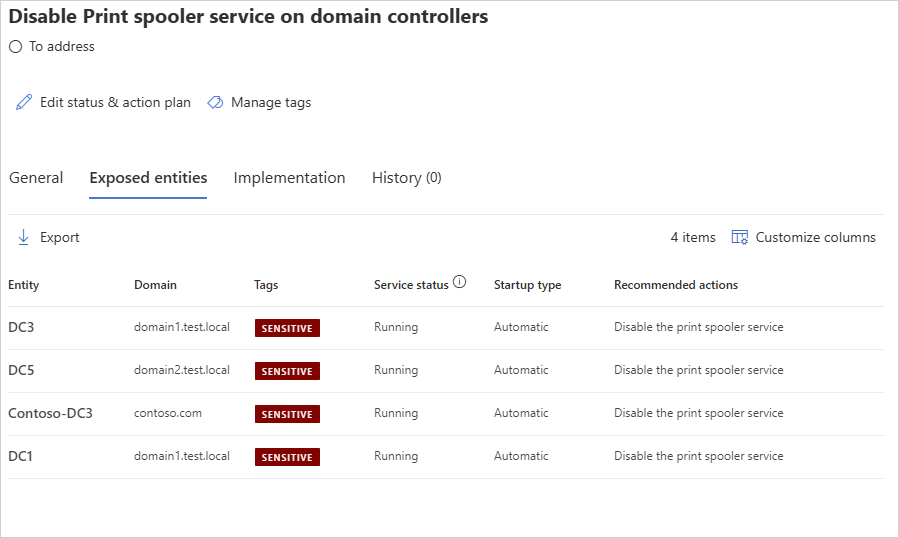 Disable Print spooler service on domain controllers
To address
Edit status & action plan Manage tags
General Exposed entities Implementation History (0)
Export 4 items Customize columns
Entity Domain Tags Service status Startup type Recommended actions
DC3 domain1.test.local SENSITIVE Running Automatic Disable the print spooler service
DC5 domain2.test.local SENSITIVE Running Automatic Disable the print spooler service
Contoso-DC3 contoso.com SENSITIVE Running Automatic Disable the print spooler service
DC1 domain1.test.local SENSITIVE Running Automatic Disable the print spooler service